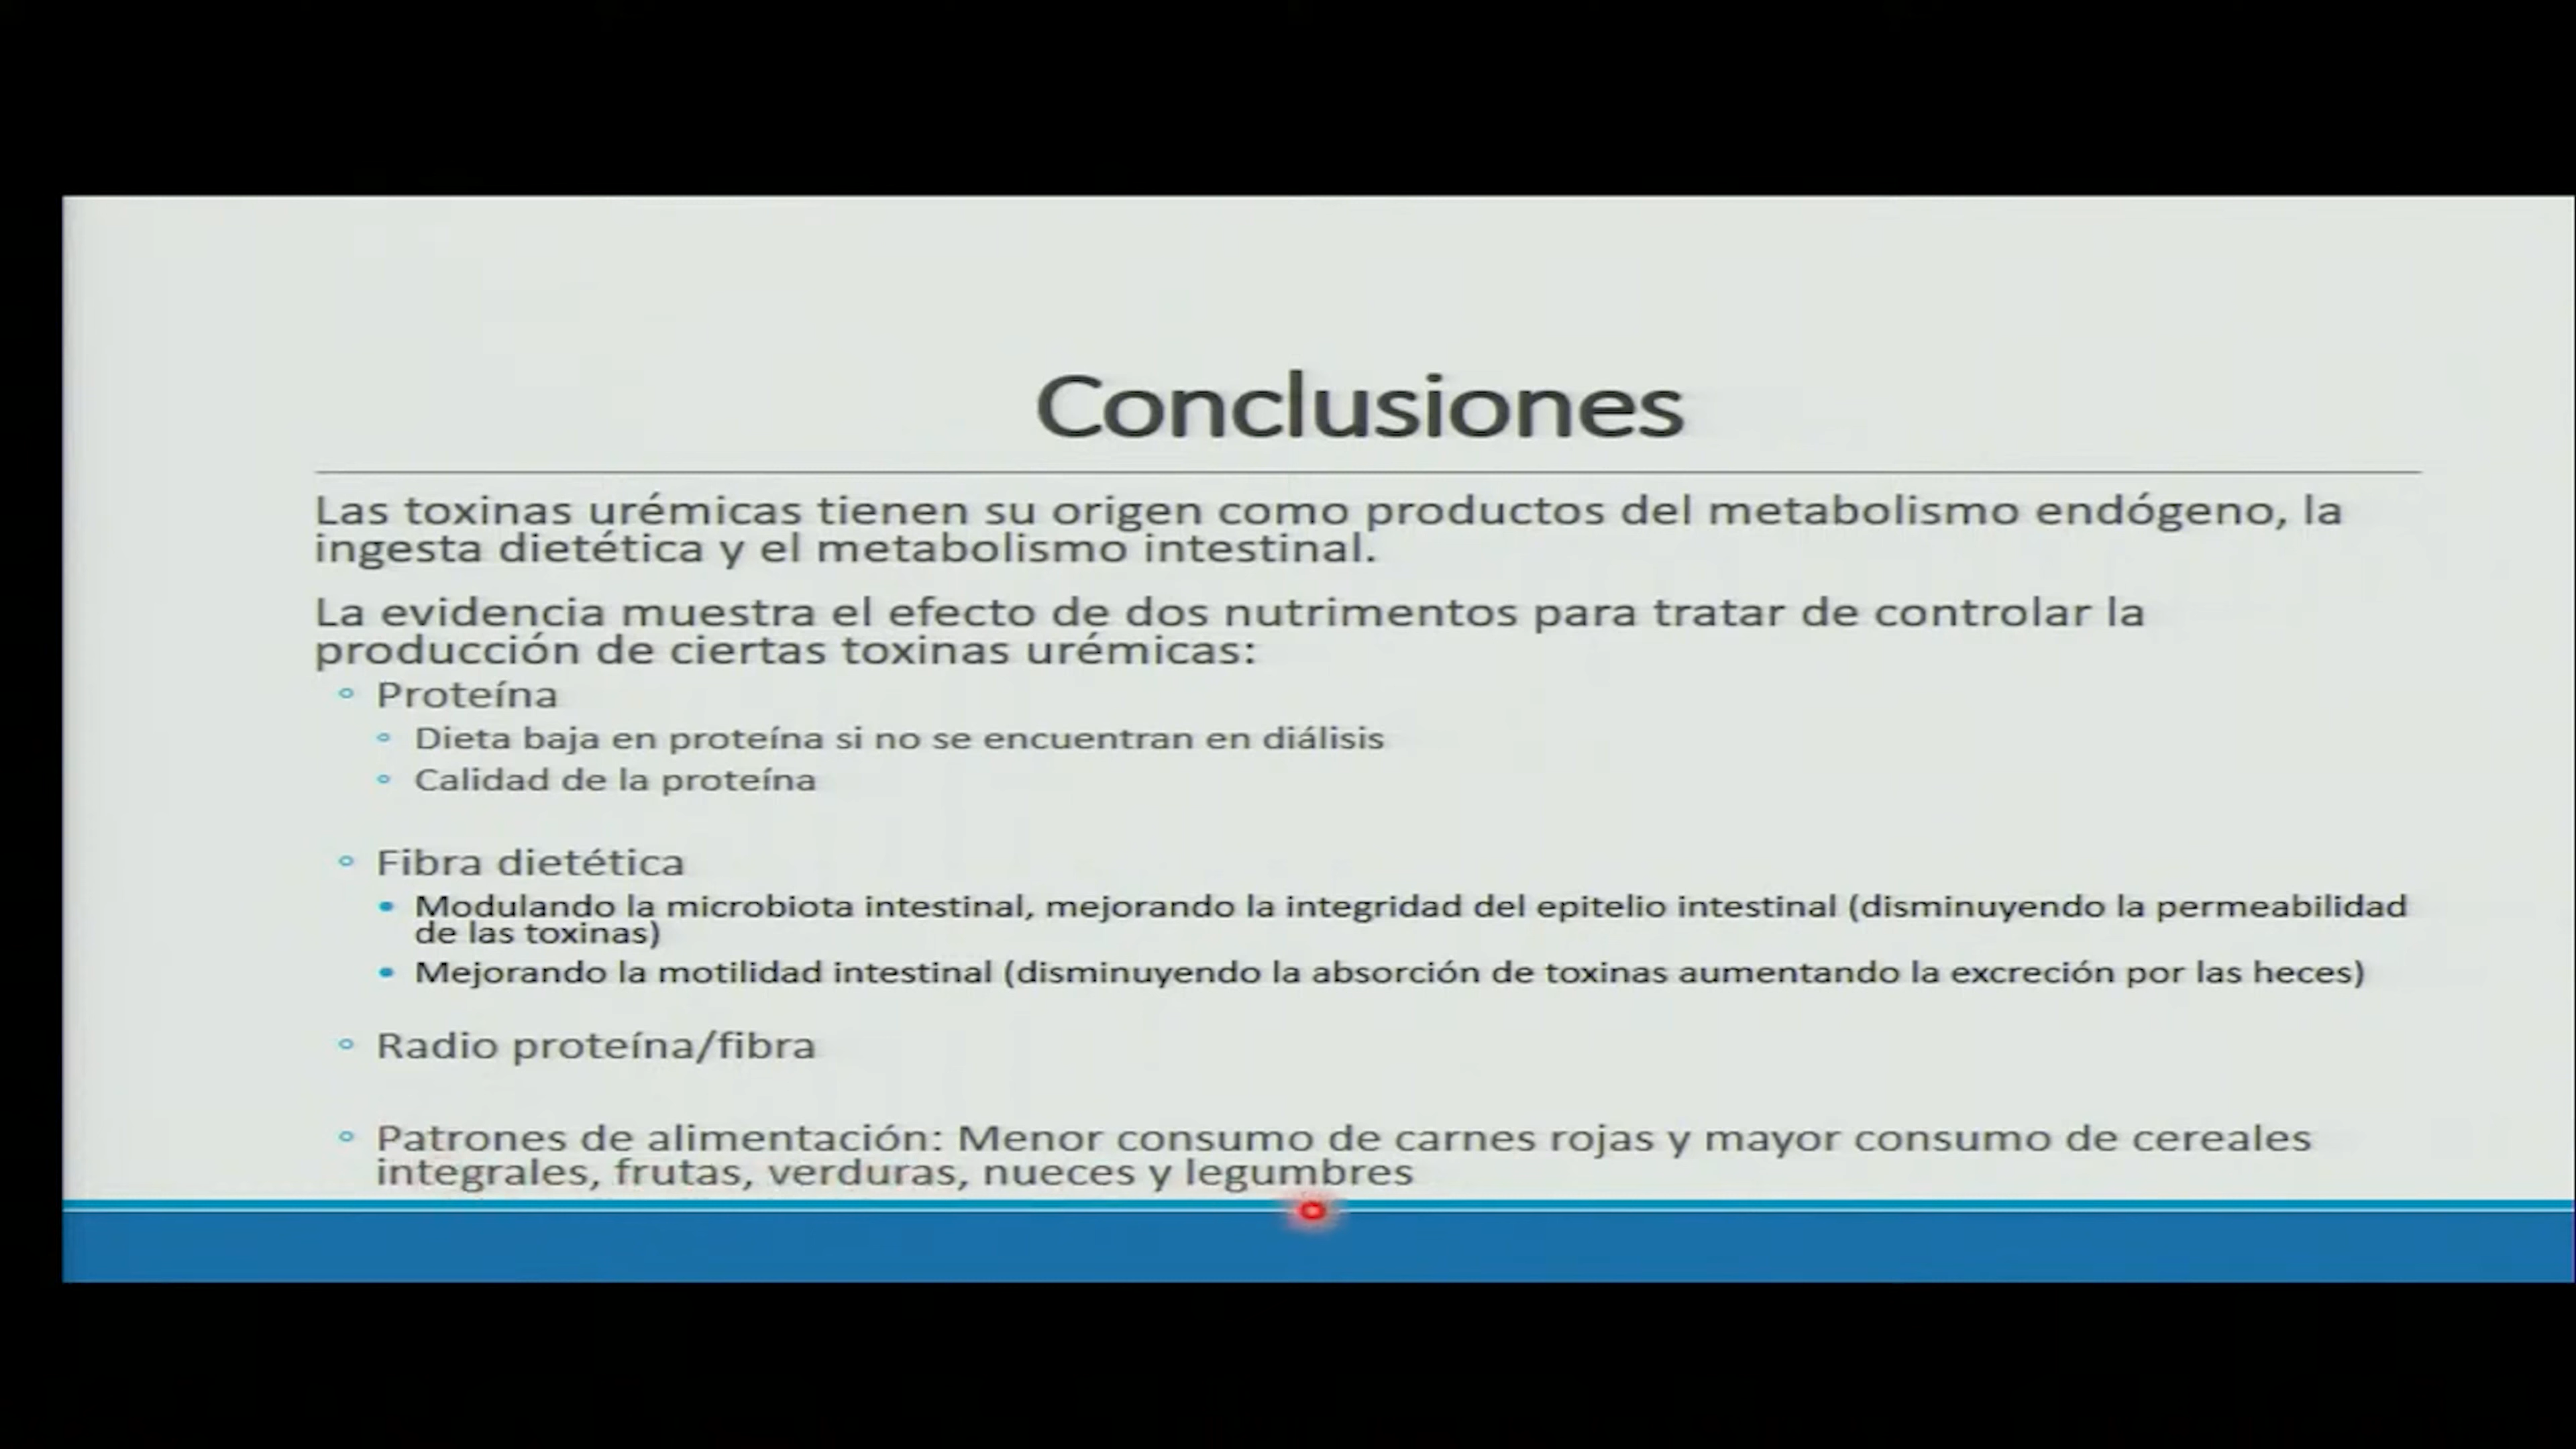 Conclusiones
Las toxinas urémicas tienen su origen como productos del metabolismo endógeno, la
ingesta dietética y el metabolismo intestinal.
La evidencia muestra el efecto de dos nutrimentos para tratar de controlar la
producción de ciertas toxinas urémicas:
◦ Proteína
◦ Dieta baja en proteína si no se encuentran en diálisis
◦ Calidad de la proteína
◦ Fibra dietética
• Modulando la microbiota intestinal, mejorando la integridad del epitelio intestinal (disminuyendo la permeabilidad
de las toxinas)
• Mejorando la motilidad intestinal (disminuyendo la absorción de toxinas aumentando la excreción por las heces)
◦ Radio proteína/fibra
◦ Patrones de alimentación: Menor consumo de carnes rojas y mayor consumo de cereales
integrales, frutas, verduras, nueces y legumbres